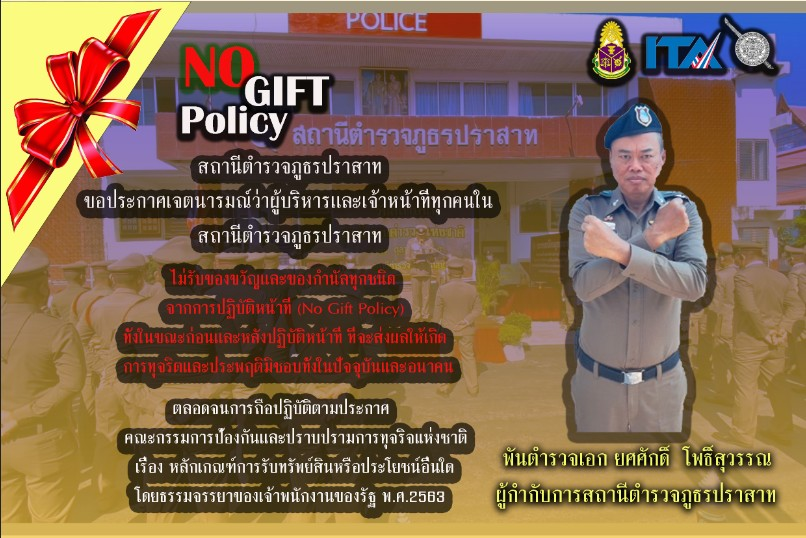 POLICE
ITA
NO
GIFT
Policy
สถานีตำรวจภูธรปราสาท
สถานีตำรวจภูธรปราสาท
ขอประกาศเจตนารมณ์ว่าผู้บริหารและเจ้าหน้าที่ทุกคนใน
สถานีตำรวจภูธรปราสาท
ไม่รับของขวัญและของกำนัลทุกชนิด
จากการปฏิบัติหน้าที่ (No Gift Policy)
ทั้งในขณะก่อนและหลังปฏิบัติหน้าที่ ที่จะส่งผลให้เกิด
การทุจริตและประพฤติมิชอบทั้งในปัจจุบันและอนาคน
ตลอดจนการถือปฏิบัติตามประกาศ
คณะกรรมการป้องกันและปราบปรามการทุจริจแห่งชาติ
เรื่อง หลักเกณฑ์การรับทรัพย์สินหรือประโยชน์อื่นใด
โดยธรรมจรรยาของเจ้าพนักงานของรัฐ พ.ศ.2563
พันตำรวจเอก ยศศักดิ์ โพธิ์สุวรรณ
ผู้กำกับการสถานีตำรวจภูธรปราสาท